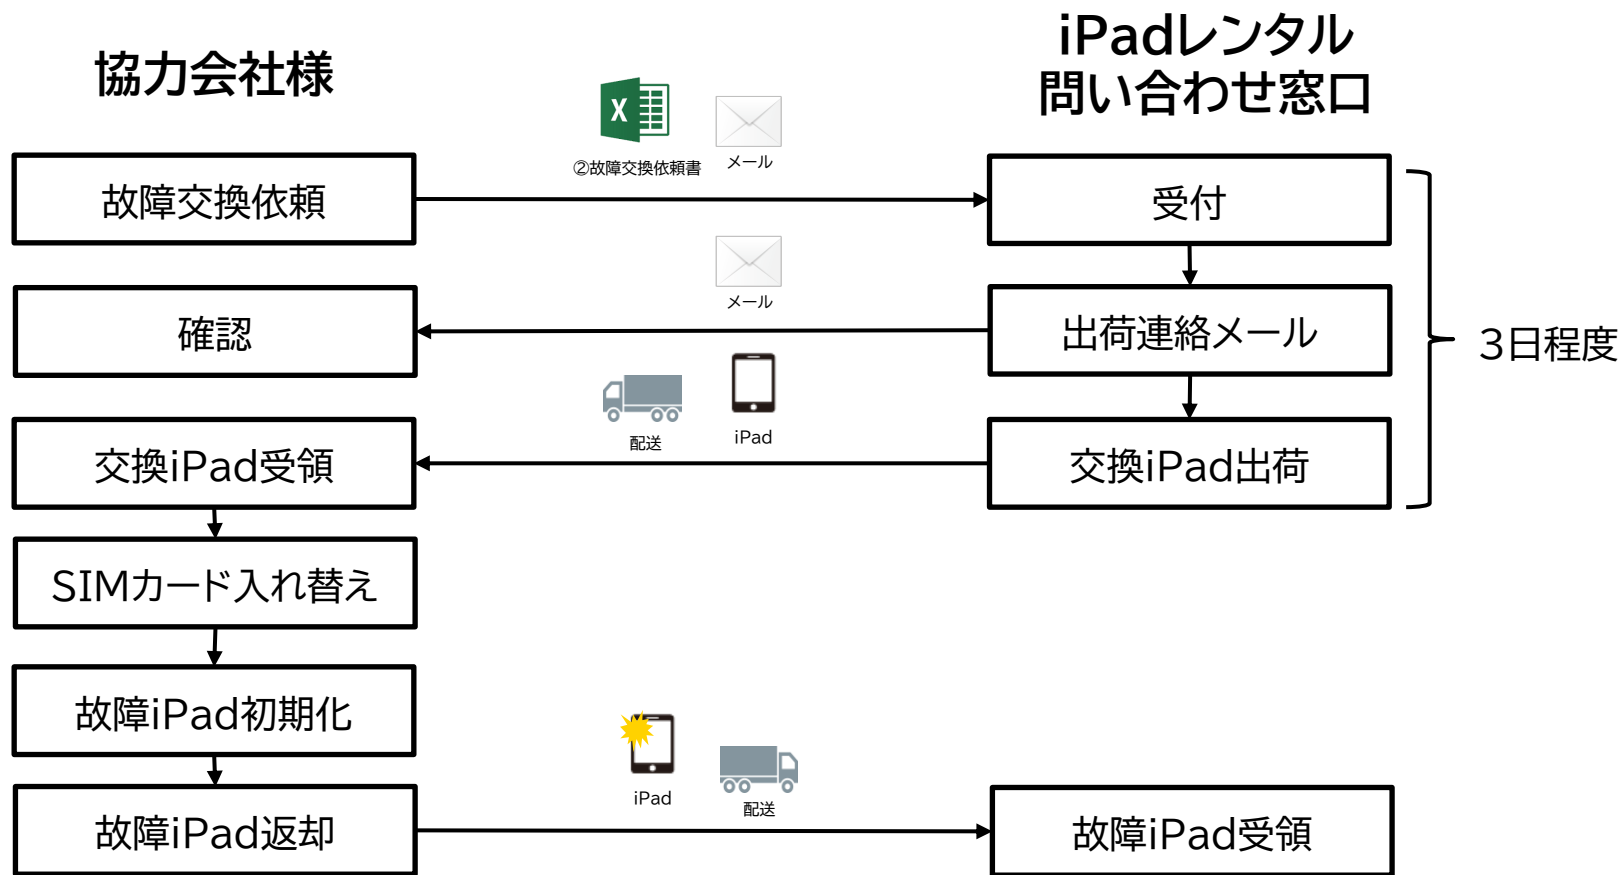 協力会社様
iPadレンタル
問い合わせ窓口
X
②故障交換依頼書
メール
故障交換依頼
受付
メール
確認
出荷連絡メール
3日程度
配送
iPad
交換iPad受領
交換iPad出荷
SIMカード入れ替え
故障iPad初期化
iPad
配送
故障iPad返却
故障iPad受領